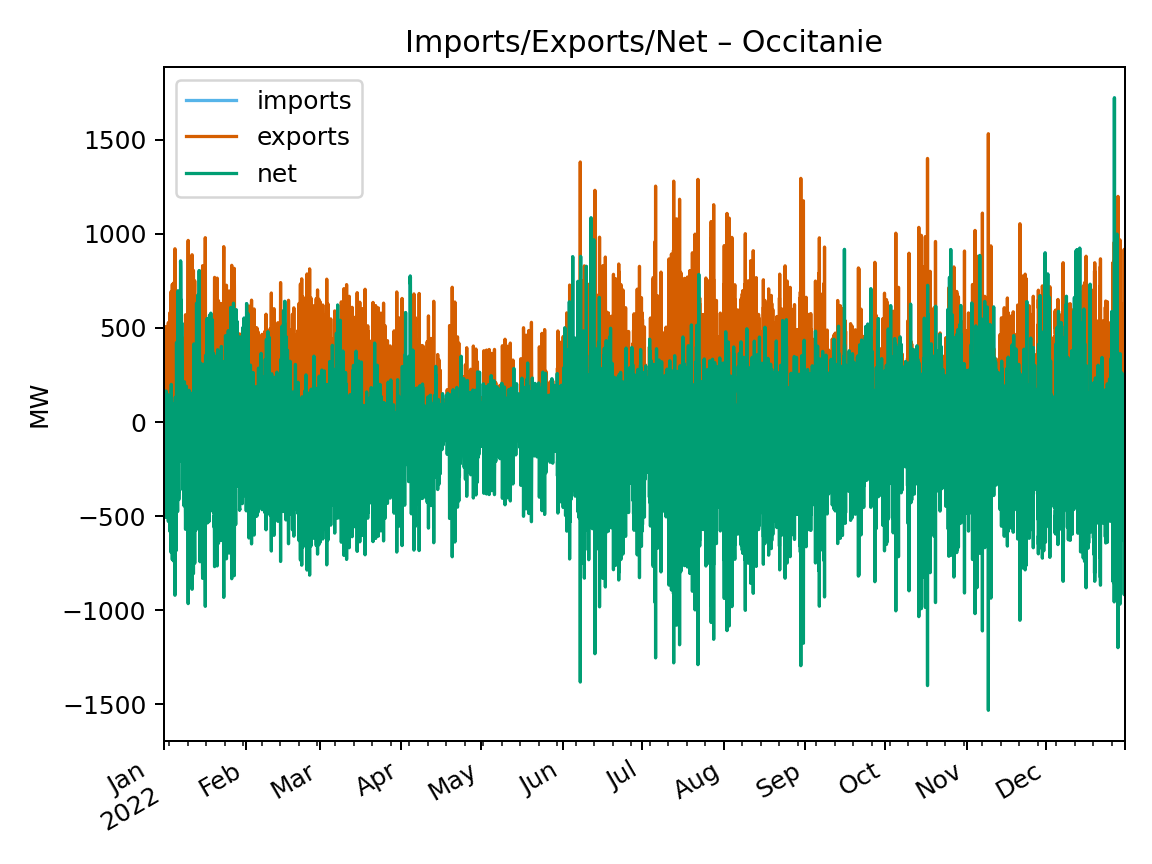 Imports/Exports/Net – Occitanie
imports
exports
net
MW
1500
1000
500
0
−500
−1000
−1500
Jan
2022
Feb
Mar
Apr
May
Jun
Jul
Aug
Sep
Oct
Nov
Dec